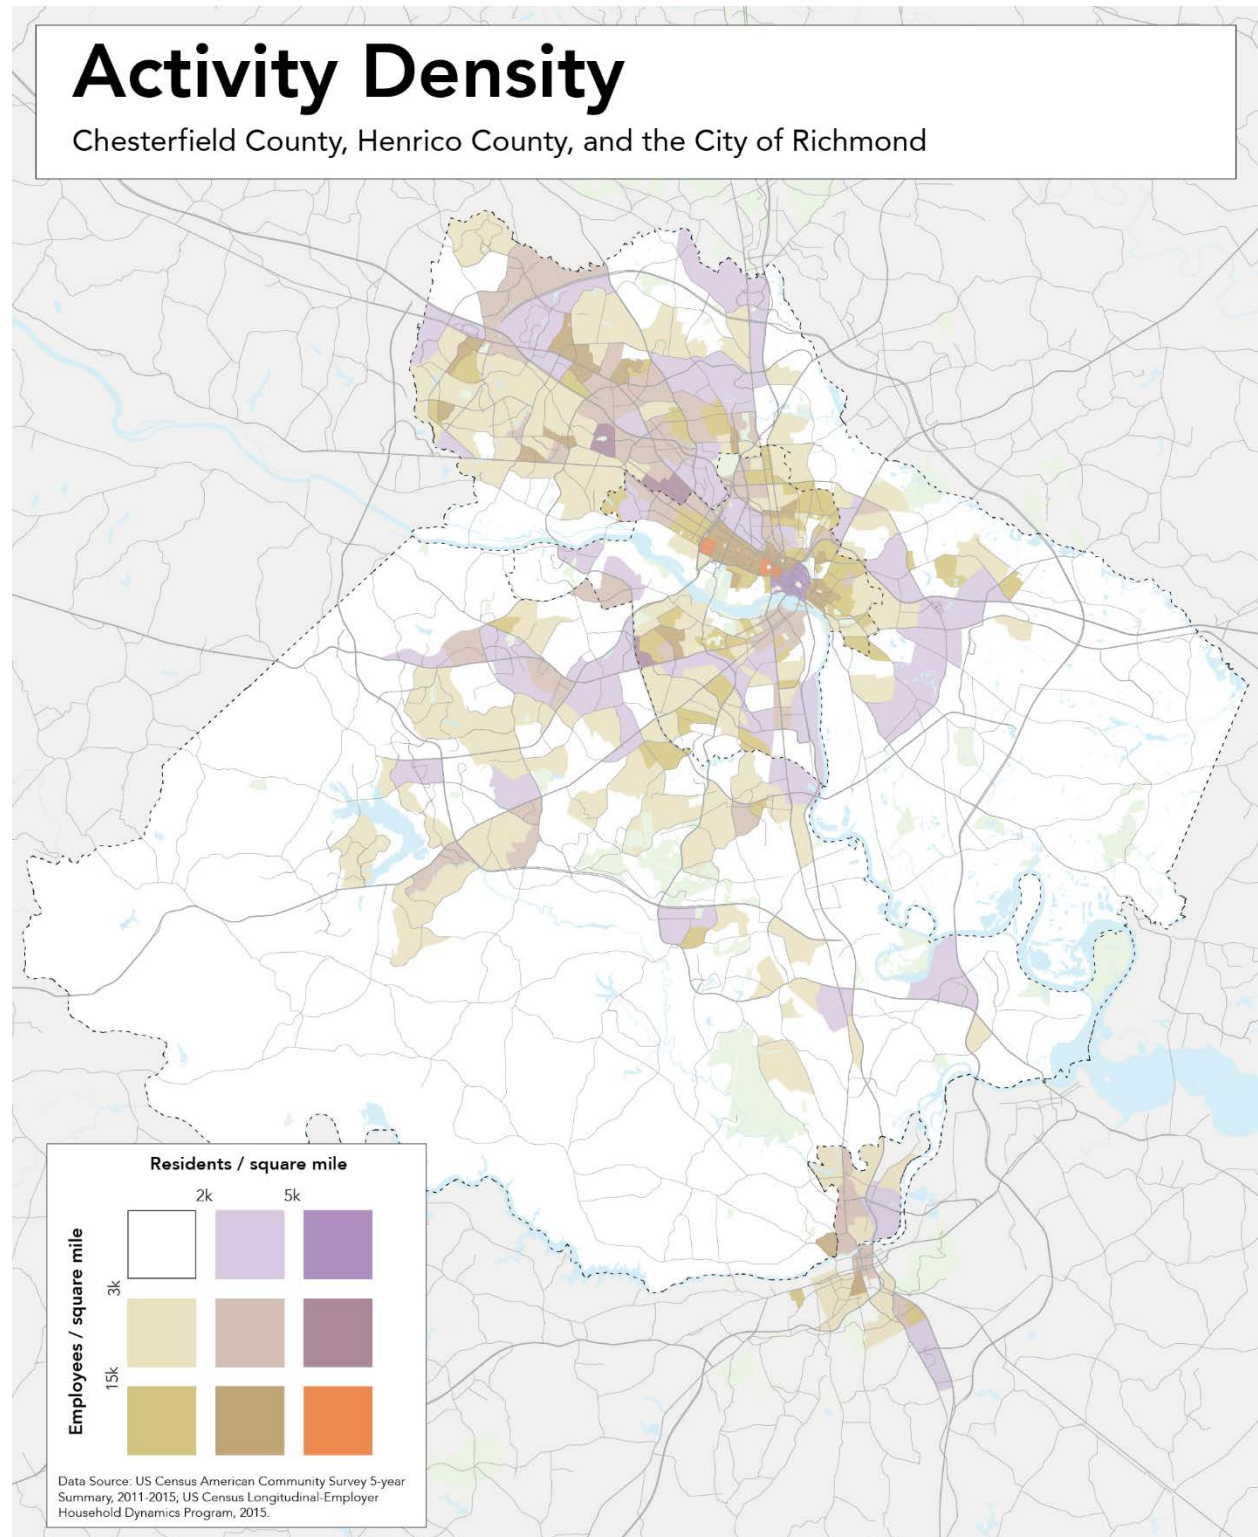 Activity Density
Chesterfield County, Henrico County, and the City of Richmond
Residents / square mile
2k 5k
Employees / square mile
3k
15k
Data Source: US Census American Community Survey 5-year
Summary, 2011-2015; US Census Longitudinal-Employer
Household Dynamics Program, 2015.